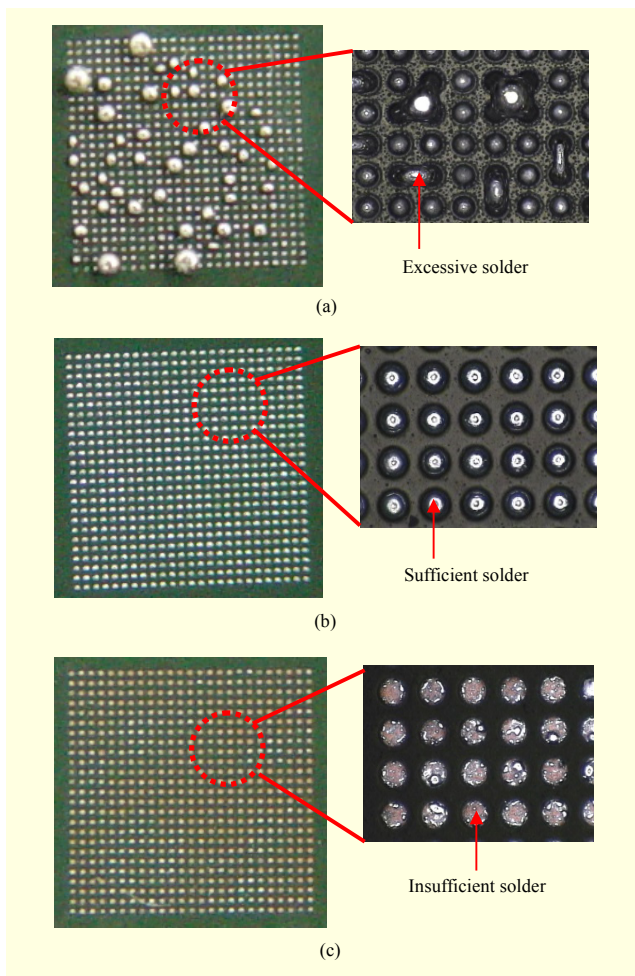 Excessive solder
(a)
Sufficient solder
(b)
Insufficient solder
(c)